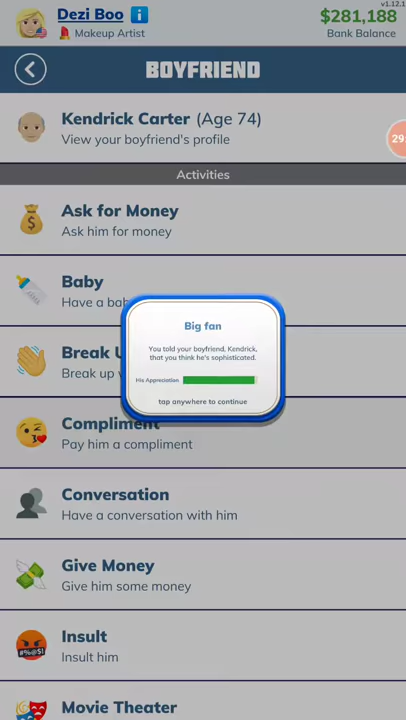 v1.12.1
Dezi Boo
$281,188
Makeup Artist
Bank Balance
BOYFRIEND
Kendrick Carter (Age 74)
View your boyfriend's profile
29
Activities
Ask for Money
Ask him for money
Baby
Have a bab
Big fan
You told your boyfriend, Kendrick,
that you think he's sophisticated.
His Appreciation
tap anywhere to continue
Break U
Break up w
Compliment
Pay him a compliment
Conversation
Have a conversation with him
Give Money
Give him some money
#%@$!
Insult
Insult him
Movie Theater